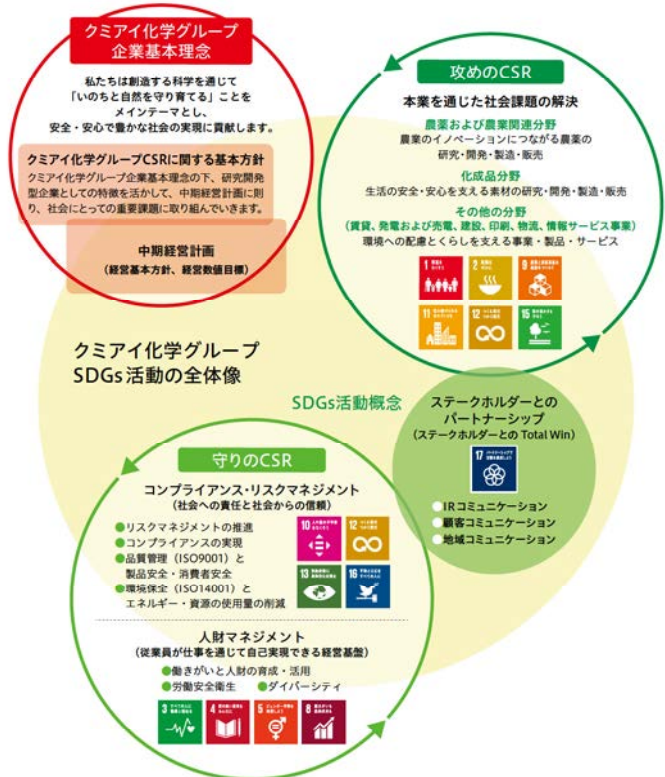 クミアイ化学グループ
企業基本理念
私たちは創造する科学を通じて
「いのちと自然を守り育てる」ことを
メインテーマとし、
安全・安心で豊かな社会の実現に貢献します。
クミアイ化学グループCSRに関する基本方針
クミアイ化学グループ企業基本理念の下、研究開発
型企業としての特徴を活かして、中期経営計画に則
り、社会にとっての重要課題に取り組んでいきます。
中期経営計画
(経営基本方針、経営数値目標)
攻めのCSR
本業を通じた社会課題の解決
農薬および農業関連分野
農業のイノベーションにつながる農薬の
研究・開発・製造・販売
化成品分野
生活の安全・安心を支える素材の研究・開発・製造・販売
その他の分野
(賃貸、発電および売電、建設、印刷、物流、情報サービス事業)
環境への配慮とくらしを支える事業・製品・サービス
1
2
9
11
12
15
クミアイ化学グループ
SDGs活動の全体像
SDGs活動概念
ステークホルダーとの
パートナーシップ
(ステークホルダーとの Total Win)
17
●IRコミュニケーション
●顧客コミュニケーション
●地域コミュニケーション
守りのCSR
コンプライアンス・リスクマネジメント
(社会への責任と社会からの信頼)
●リスクマネジメントの推進
●コンプライアンスの実現
●品質管理(ISO9001)と
製品安全・消費者安全
●環境保全(ISO14001)と
エネルギー・資源の使用量の削減
10
12
13
16
人財マネジメント
(従業員が仕事を通じて自己実現できる経営基盤)
●働きがいと人財の育成・活用
●労働安全衛生 ●ダイバーシティ
3
4
5
8